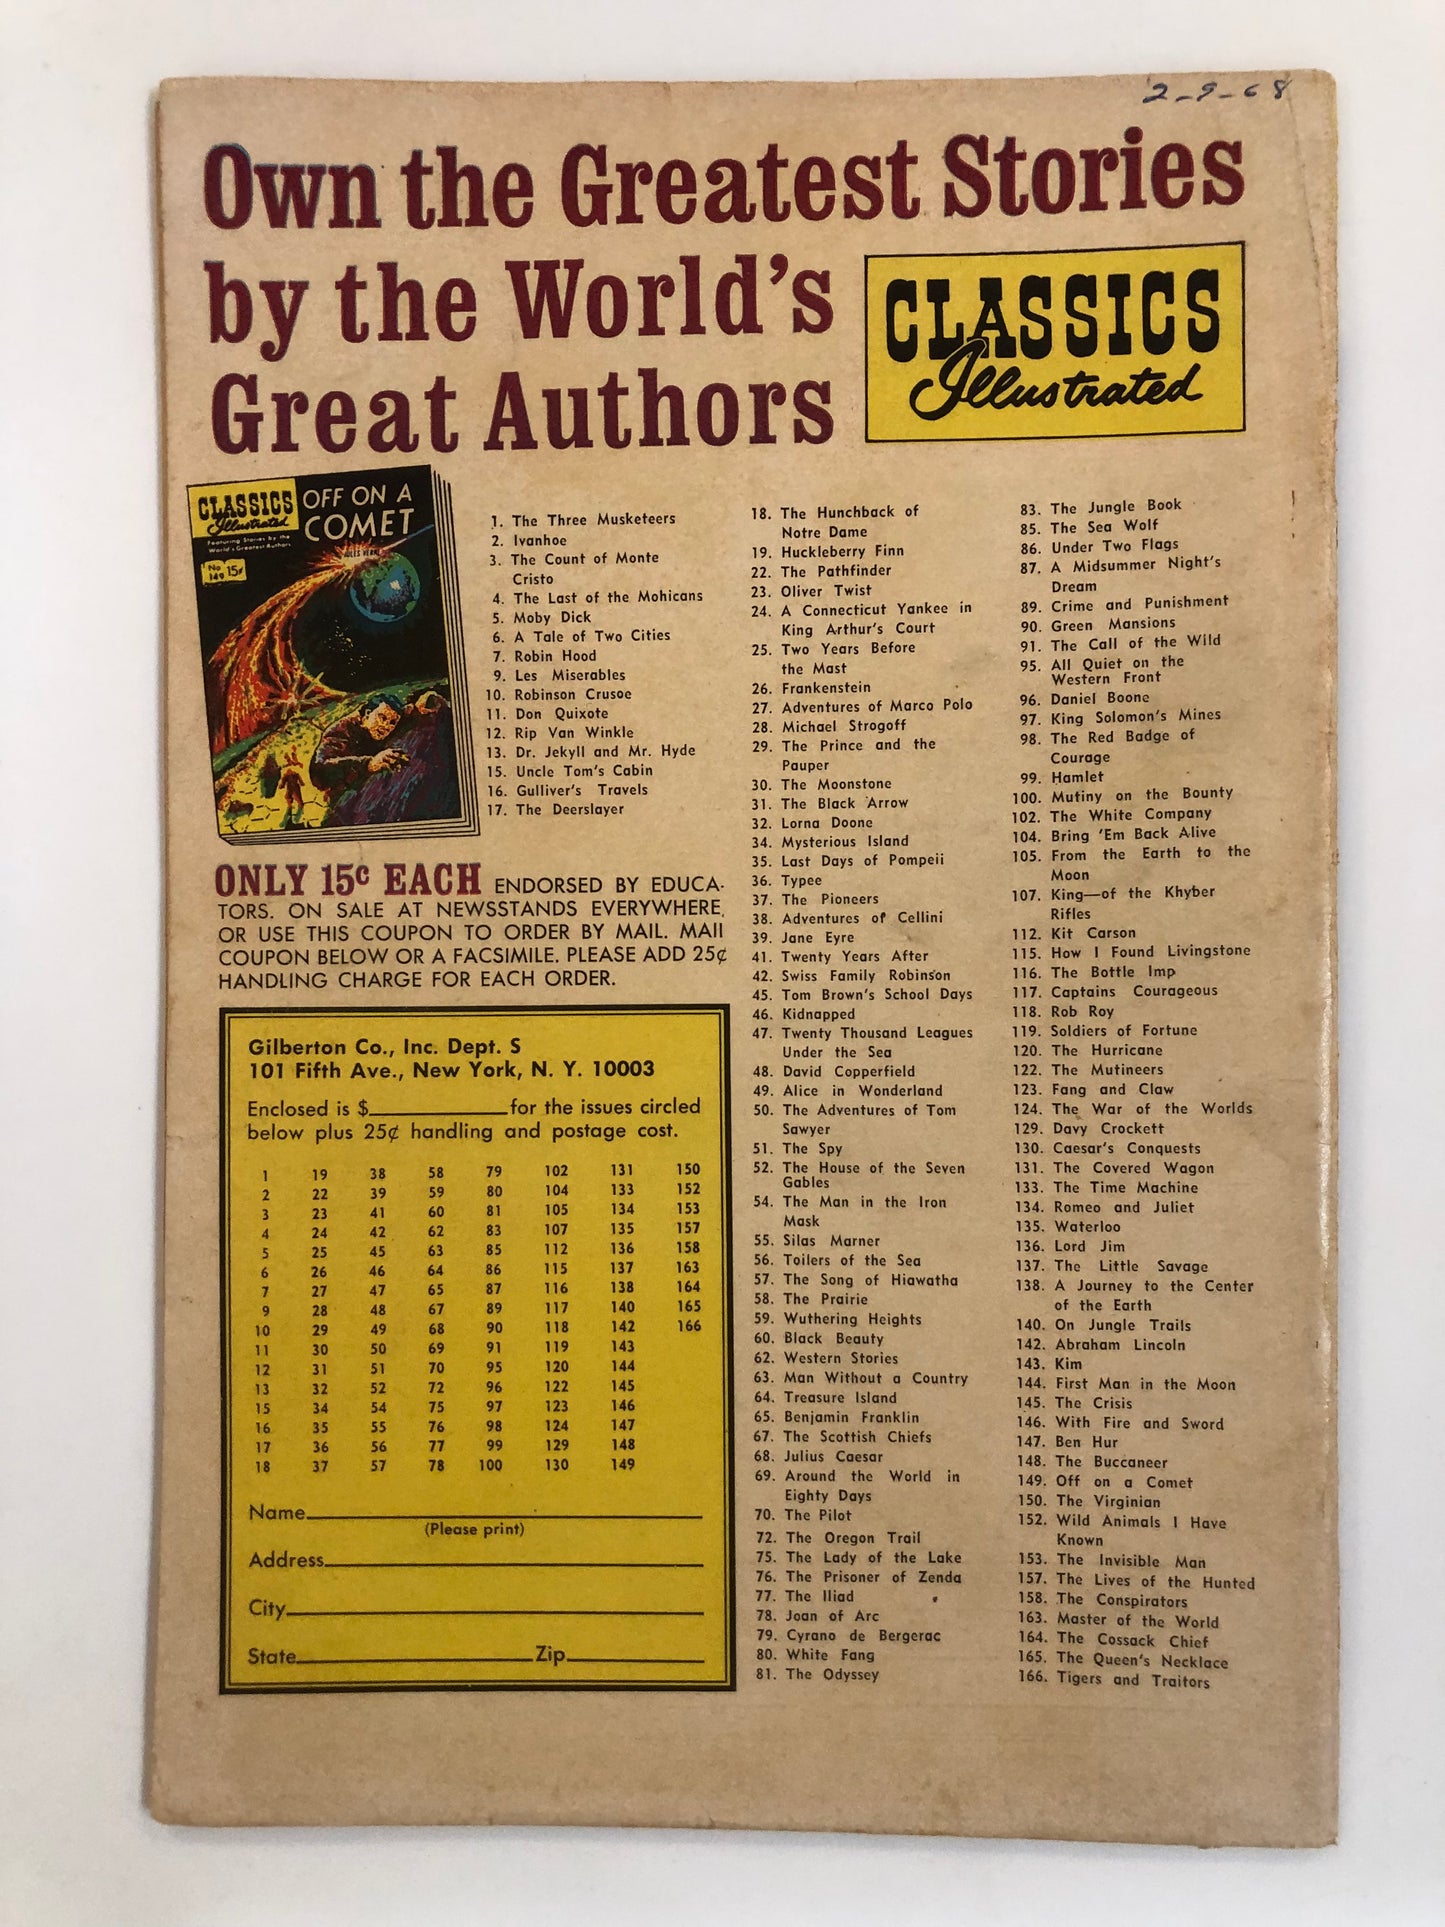 2-9-68
Own the Greatest Stories
by the World's
Great Authors
CLASSICS
Illustrated
CLASSICS
Illustrated
Featuring Stories by the
World's Greatest Authors
OFF ON A
COMET
JULES VERNE
No
149
15¢
1. The Three Musketeers
2. Ivanhoe
3. The Count of Monte
Cristo
4. The Last of the Mohicans
5. Moby Dick
6. A Tale of Two Cities
7. Robin Hood
9. Les Miserables
10. Robinson Crusoe
11. Don Quixote
12. Rip Van Winkle
13. Dr. Jekyll and Mr. Hyde
15. Uncle Tom's Cabin
16. Gulliver's Travels
17. The Deerslayer
ONLY 15¢ EACH ENDORSED BY EDUCA-
TORS. ON SALE AT NEWSSTANDS EVERYWHERE,
OR USE THIS COUPON TO ORDER BY MAIL. MAIL
COUPON BELOW OR A FACSIMILE. PLEASE ADD 25¢
HANDLING CHARGE FOR EACH ORDER.
Gilberton Co., Inc. Dept. S
101 Fifth Ave., New York, N. Y. 10003
Enclosed is $ for the issues circled
below plus 25¢ handling and postage cost.
1 19 38 58 79 102 131 150
2 22 39 59 80 104 133 152
3 23 41 60 81 105 134 153
4 24 42 62 83 107 135 157
5 25 45 63 85 112 136 158
6 26 46 64 86 115 137 163
7 27 47 65 87 116 138 164
9 28 48 67 89 117 140 165
10 29 49 68 90 118 142 166
11 30 50 69 91 119 143
12 31 51 70 95 120 144
13 32 52 72 96 122 145
15 34 54 75 97 123 146
16 35 55 76 98 124 147
17 36 56 77 99 129 148
18 37 57 78 100 130 149
Name
(Please print)
Address
City
State Zip
18. The Hunchback of
Notre Dame
19. Huckleberry Finn
22. The Pathfinder
23. Oliver Twist
24. A Connecticut Yankee in
King Arthur's Court
25. Two Years Before
the Mast
26. Frankenstein
27. Adventures of Marco Polo
28. Michael Strogoff
29. The Prince and the
Pauper
30. The Moonstone
31. The Black Arrow
32. Lorna Doone
34. Mysterious Island
35. Last Days of Pompeii
36. Typee
37. The Pioneers
38. Adventures of Cellini
39. Jane Eyre
41. Twenty Years After
42. Swiss Family Robinson
45. Tom Brown's School Days
46. Kidnapped
47. Twenty Thousand Leagues
Under the Sea
48. David Copperfield
49. Alice in Wonderland
50. The Adventures of Tom
Sawyer
51. The Spy
52. The House of the Seven
Gables
54. The Man in the Iron
Mask
55. Silas Marner
56. Toilers of the Sea
57. The Song of Hiawatha
58. The Prairie
59. Wuthering Heights
60. Black Beauty
62. Western Stories
63. Man Without a Country
64. Treasure Island
65. Benjamin Franklin
67. The Scottish Chiefs
68. Julius Caesar
69. Around the World in
Eighty Days
70. The Pilot
72. The Oregon Trail
75. The Lady of the Lake
76. The Prisoner of Zenda
77. The Iliad
78. Joan of Arc
79. Cyrano de Bergerac
80. White Fang
81. The Odyssey
83. The Jungle Book
85. The Sea Wolf
86. Under Two Flags
87. A Midsummer Night's
Dream
89. Crime and Punishment
90. Green Mansions
91. The Call of the Wild
95. All Quiet on the
Western Front
96. Daniel Boone
97. King Solomon's Mines
98. The Red Badge of
Courage
99. Hamlet
100. Mutiny on the Bounty
102. The White Company
104. Bring 'Em Back Alive
105. From the Earth to the
Moon
107. King—of the Khyber
Rifles
112. Kit Carson
115. How I Found Livingstone
116. The Bottle Imp
117. Captains Courageous
118. Rob Roy
119. Soldiers of Fortune
120. The Hurricane
122. The Mutineers
123. Fang and Claw
124. The War of the Worlds
129. Davy Crockett
130. Caesar's Conquests
131. The Covered Wagon
133. The Time Machine
134. Romeo and Juliet
135. Waterloo
136. Lord Jim
137. The Little Savage
138. A Journey to the Center
of the Earth
140. On Jungle Trails
142. Abraham Lincoln
143. Kim
144. First Man in the Moon
145. The Crisis
146. With Fire and Sword
147. Ben Hur
148. The Buccaneer
149. Off on a Comet
150. The Virginian
152. Wild Animals I Have
Known
153. The Invisible Man
157. The Lives of the Hunted
158. The Conspirators
163. Master of the World
164. The Cossack Chief
165. The Queen's Necklace
166. Tigers and Traitors